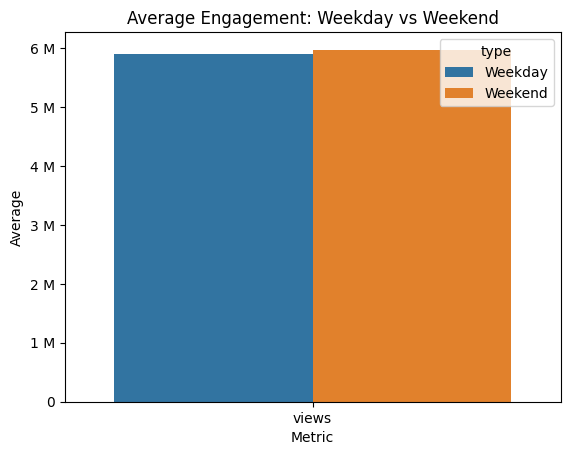 Average Engagement: Weekday vs Weekend
type
Weekday
Weekend
6 M
5 M
4 M
3 M
2 M
1 M
0
Average
views
Metric